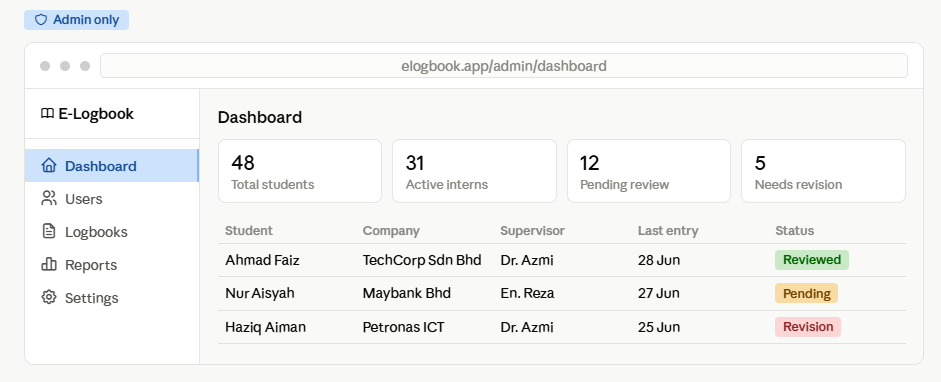 Admin only
elogbook.app/admin/dashboard
E-Logbook
Dashboard
Users
Logbooks
Reports
Settings
Dashboard
48
Total students
31
Active interns
12
Pending review
5
Needs revision
Student Company Supervisor Last entry Status
Ahmad Faiz TechCorp Sdn Bhd Dr. Azmi 28 Jun Reviewed
Nur Aisyah Maybank Bhd En. Reza 27 Jun Pending
Haziq Aiman Petronas ICT Dr. Azmi 25 Jun Revision